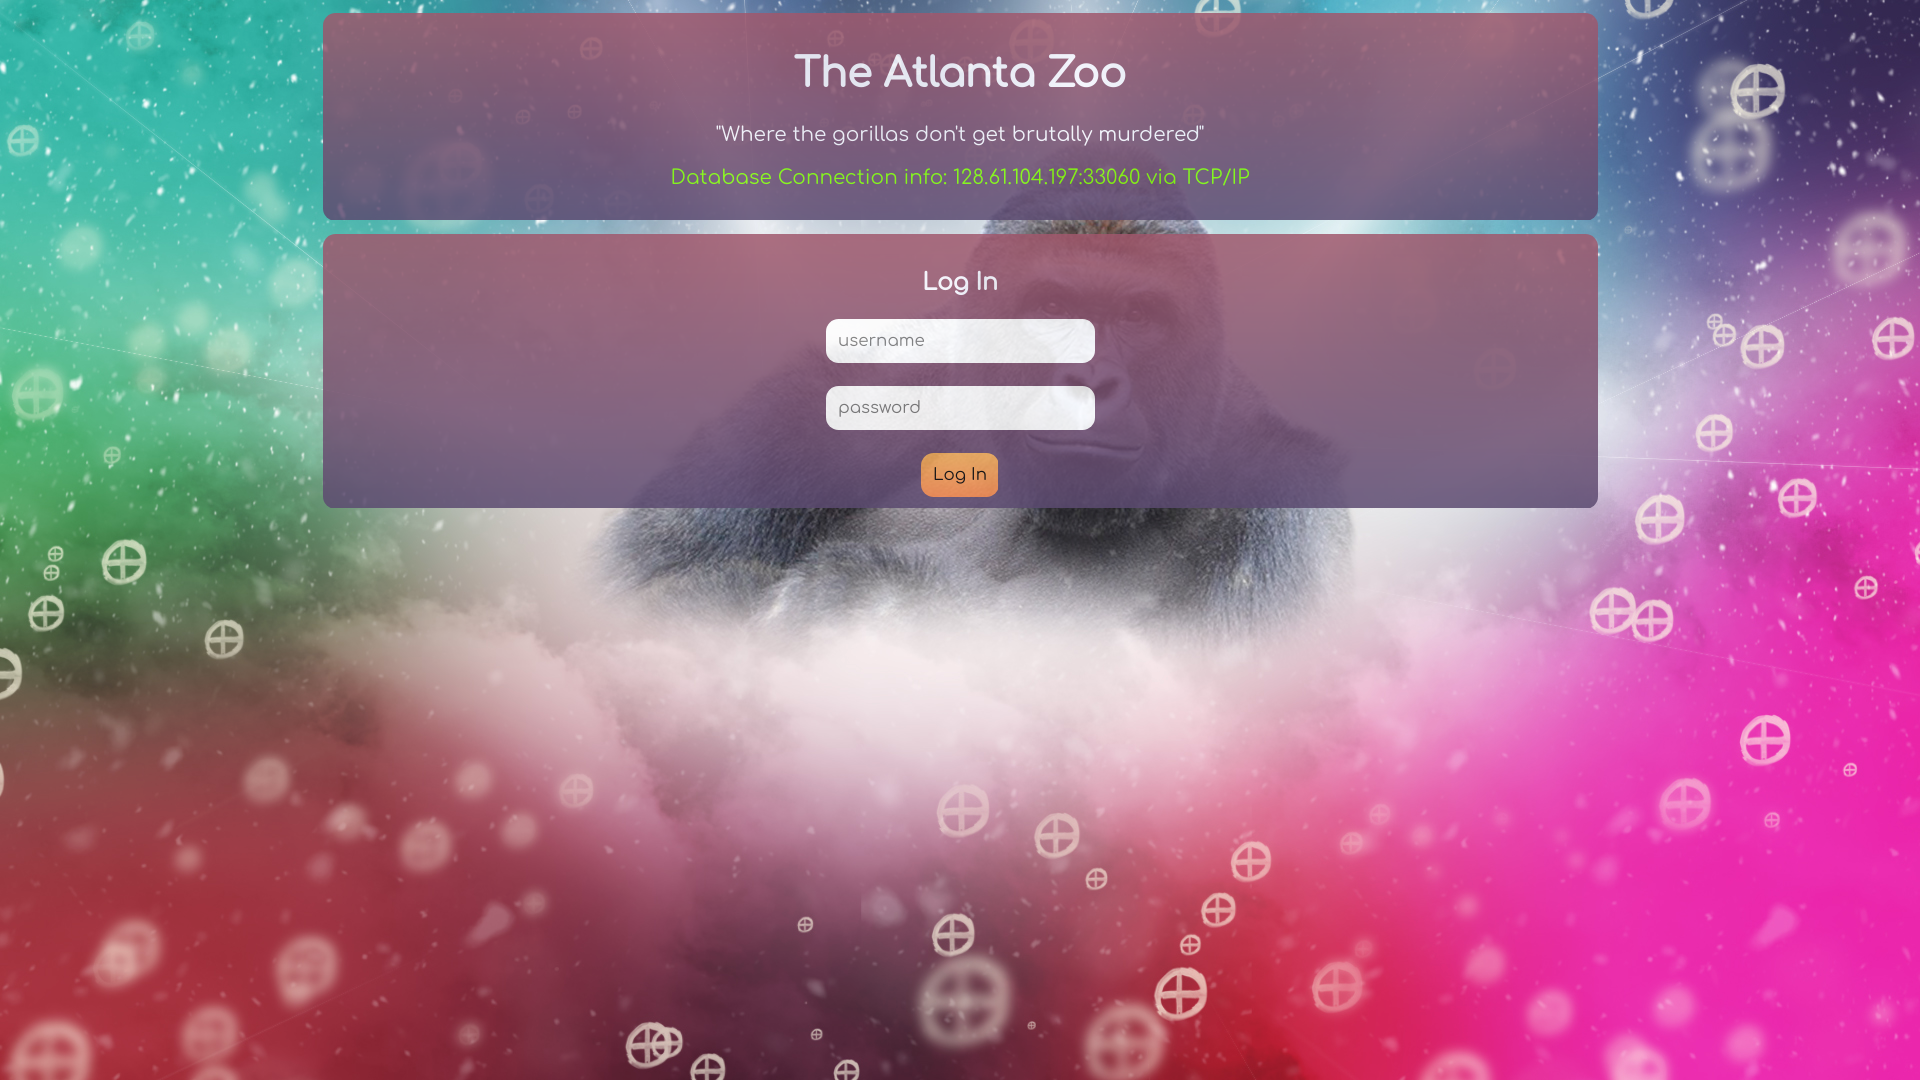 The Atlanta Zoo
"Where the gorillas don't get brutally murdered"
Database Connection info: 128.61.104.197:33060 via TCP/IP
Log In
username
password
Log In